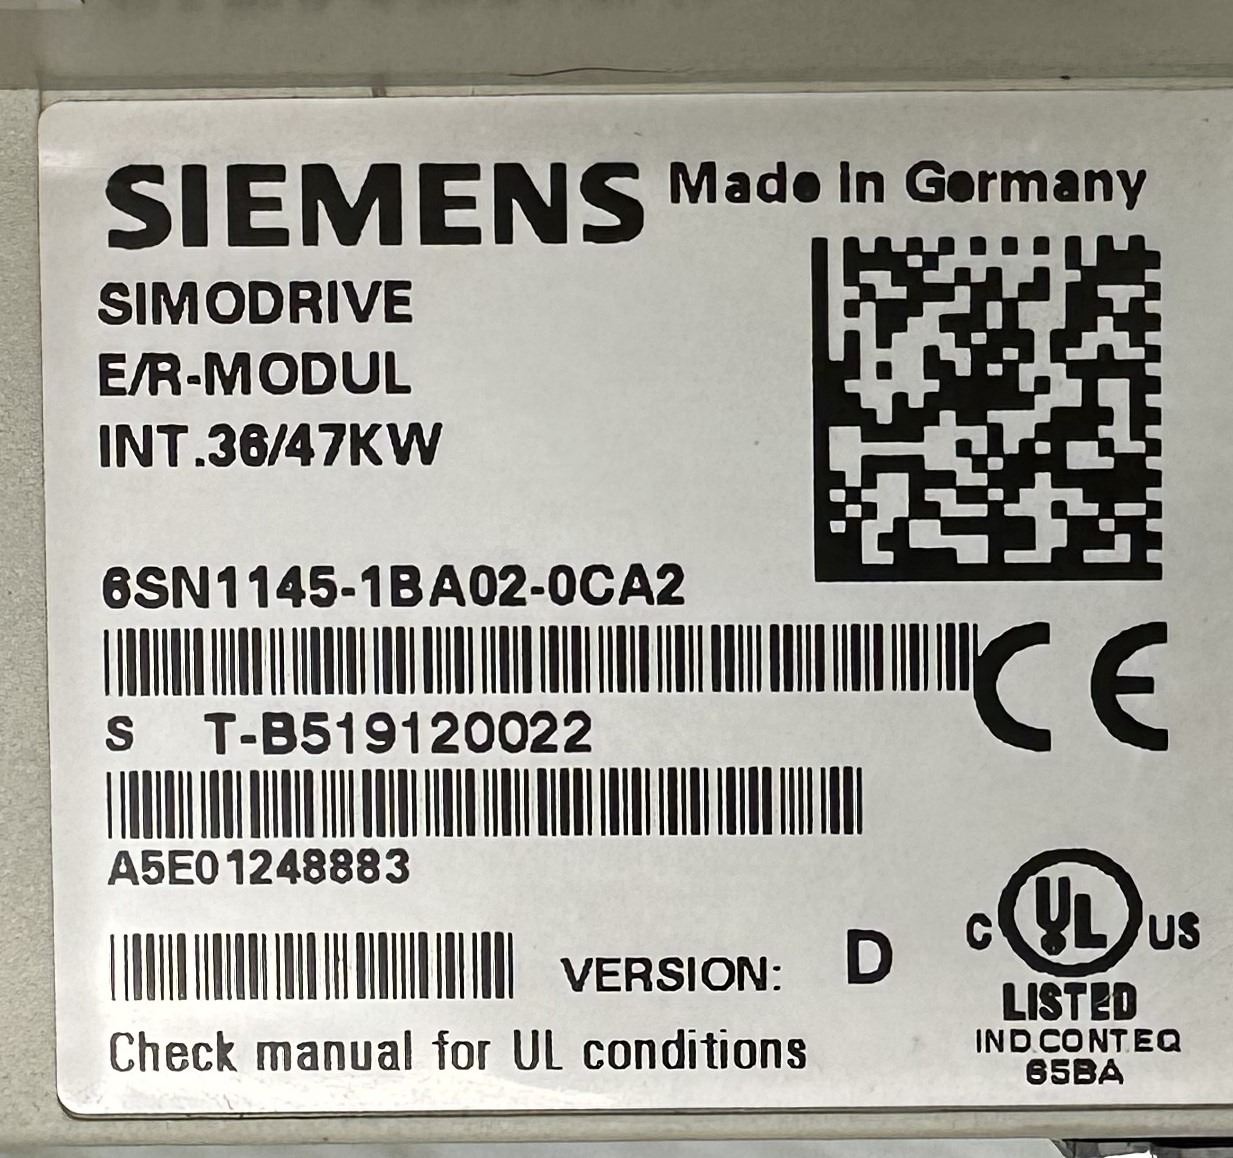 SIEMENS Made in Germany
SIMODRIVE
E/R-MODUL
INT.36/47KW
6SN1145-1BA02-0CA2
CE
S T-B519120022
A5E01248883
VERSION: D
C UL US
LISTED
IND.CONT.EQ
65BA
Check manual for UL conditions